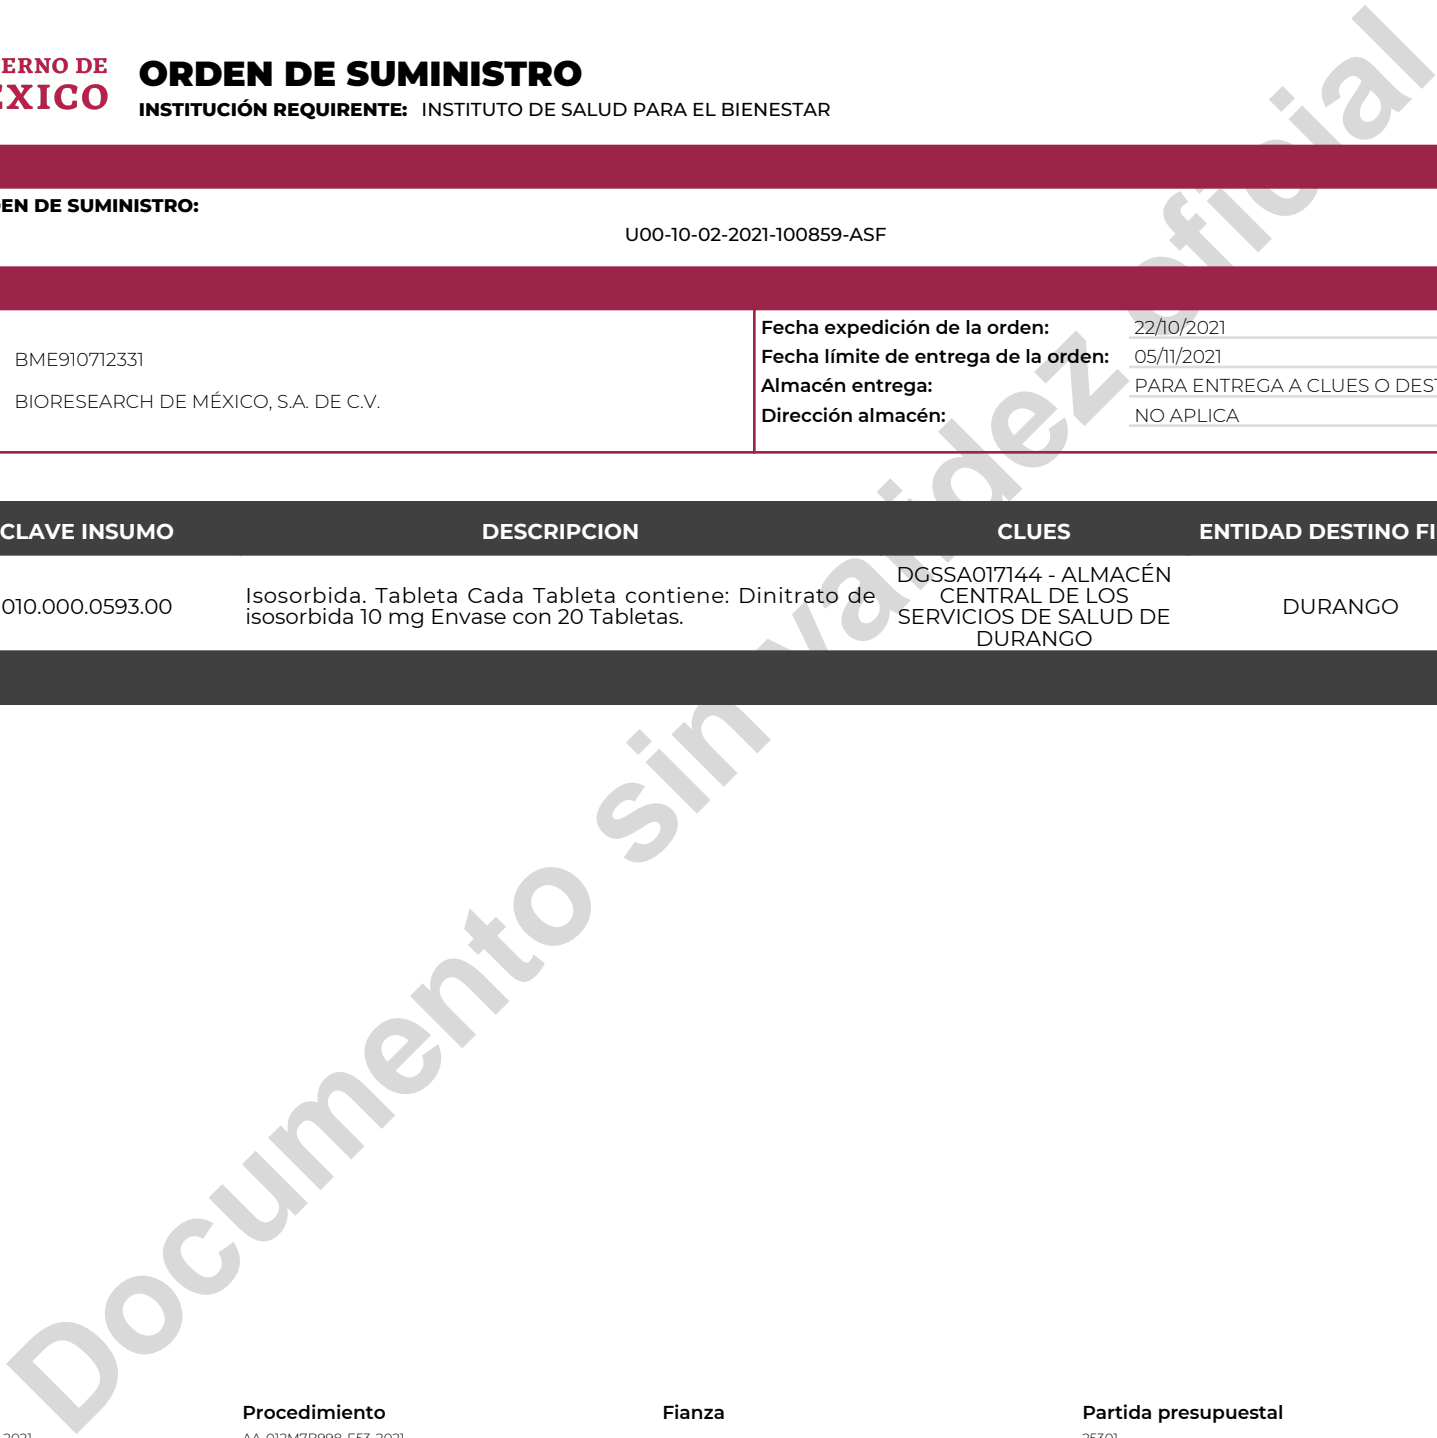 ERNO DE
ORDEN DE SUMINISTRO
INSTITUCIÓN REQUIRENTE: INSTITUTO DE SALUD PARA EL BIENESTAR
EN DE SUMINISTRO:
U00-10-02-2021-100859-ASF
BME910712331
BIORESEARCH DE MÉXICO, S.A. DE C.V.
Fecha expedición de la orden: 22/10/2021
Fecha límite de entrega de la orden: 05/11/2021
Almacén entrega: PARA ENTREGA A CLUES O DEST
Dirección almacén: NO APLICA
CLAVE INSUMO DESCRIPCION CLUES ENTIDAD DESTINO FI
010.000.0593.00
Isosorbida. Tableta Cada Tableta contiene: Dinitrato de
isosorbida 10 mg Envase con 20 Tabletas.
DGSSA017144 - ALMACÉN
CENTRAL DE LOS
SERVICIOS DE SALUD DE
DURANGO
DURANGO
Documento sin validez oficial
Procedimiento Fianza Partida presupuestal